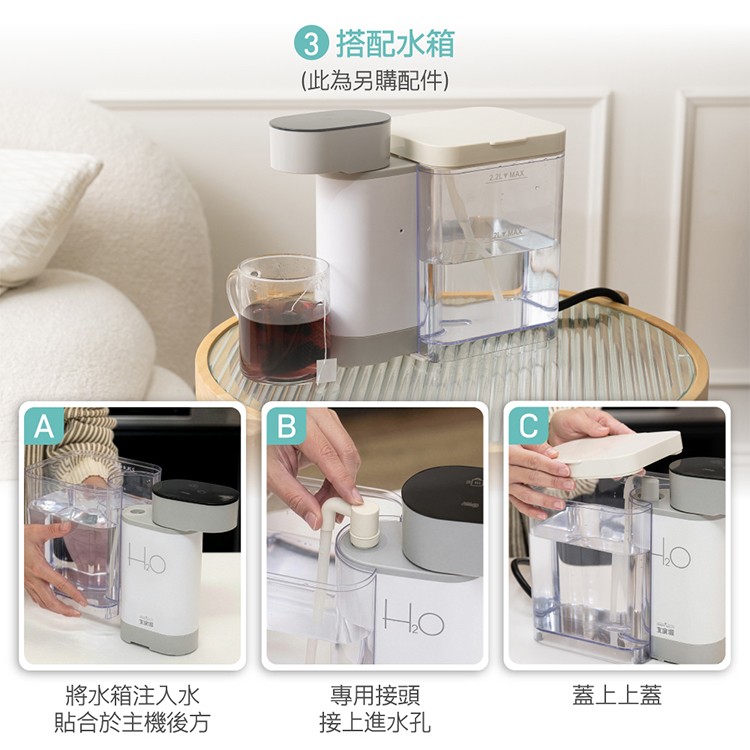 3 搭配水箱
(此為另購配件)
2.2L▼MAX
A
B
C
H2O
H2O
H2O
將水箱注入水
貼合於主機後方
專用接頭
接上進水孔
蓋上上蓋